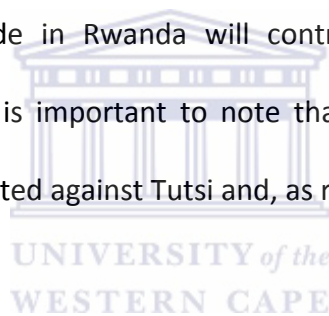 de in Rwanda will contr
is important to note tha
ted against Tutsi and, as r
UNIVERSITY of the
WESTERN CAPE